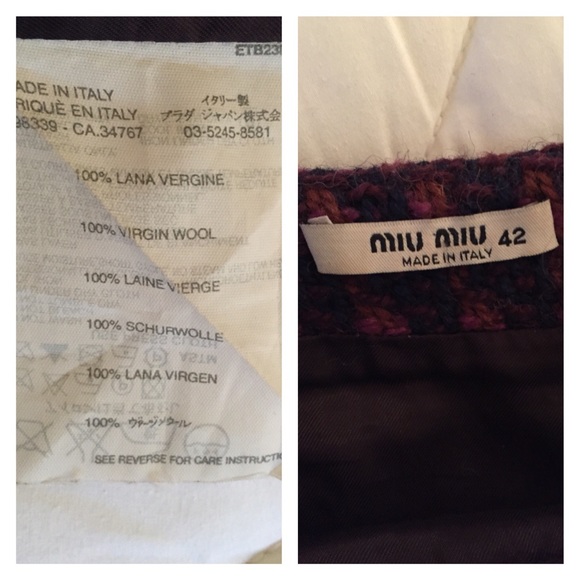 ETB23
ADE IN ITALY
RIQUÈ EN ITALY
98339 - CA.34767
イタリー製
プラダ ジャパン株式会
03-5245-8581
100% LANA VERGINE
100% VIRGIN WOOL
100% LAINE VIERGE
100% SCHURWOLLE
100% LANA VIRGEN
100% ヴァージンウール
SEE REVERSE FOR CARE INSTRUCTI
miu miu 42
MADE IN ITALY